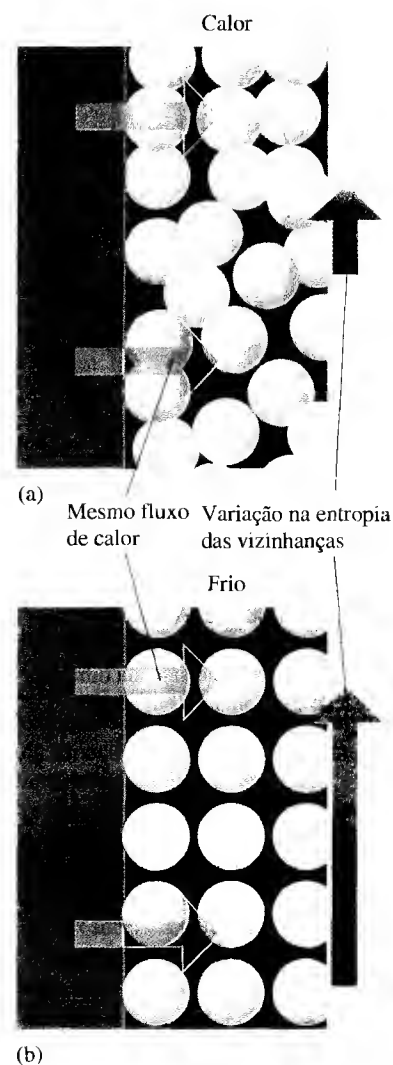 Calor
(a)
Mesmo fluxo
de calor
Variação na entropia
das vizinhanças
Frio
(b)